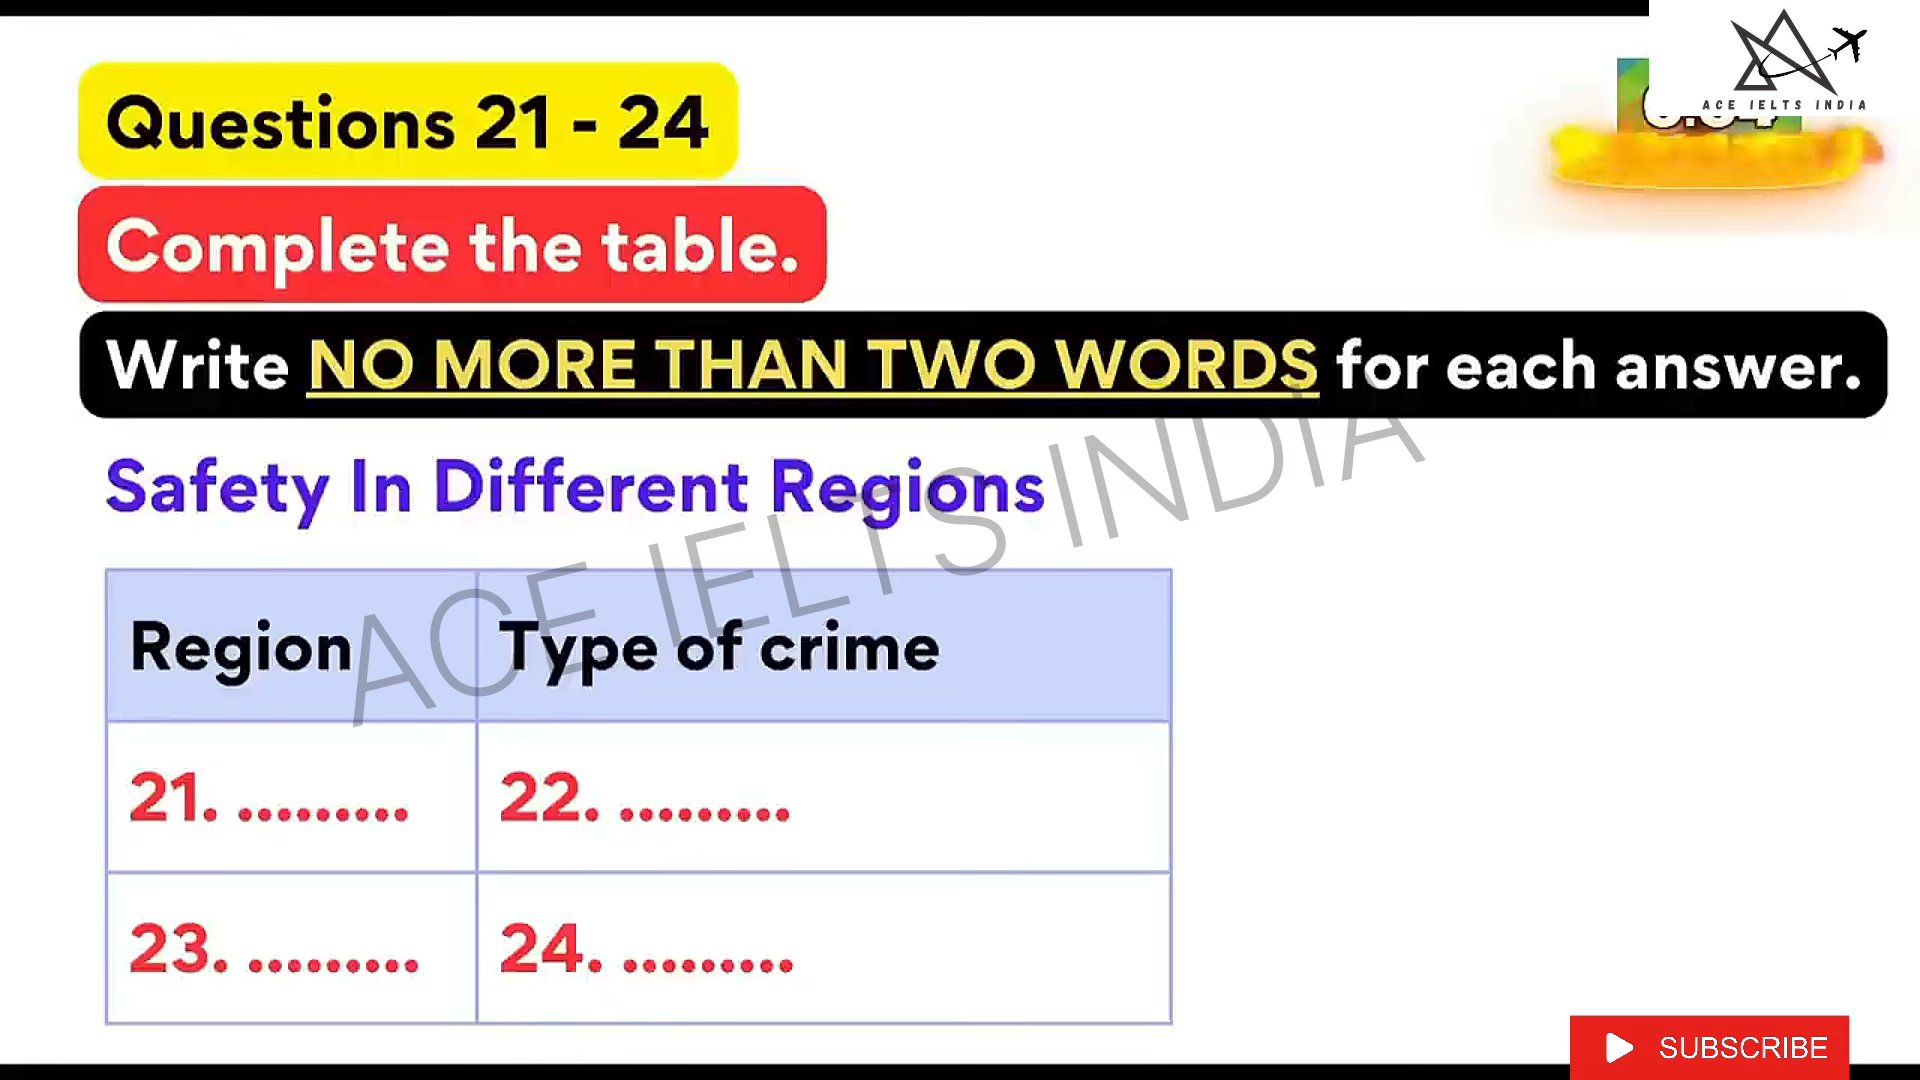 ACE IELTS INDIA
Questions 21 - 24
Complete the table.
Write NO MORE THAN TWO WORDS for each answer.
Safety In Different Regions
ACE IELTS INDIA
Region Type of crime
21. ......... 22. .........
23. ......... 24. .........
SUBSCRIBE